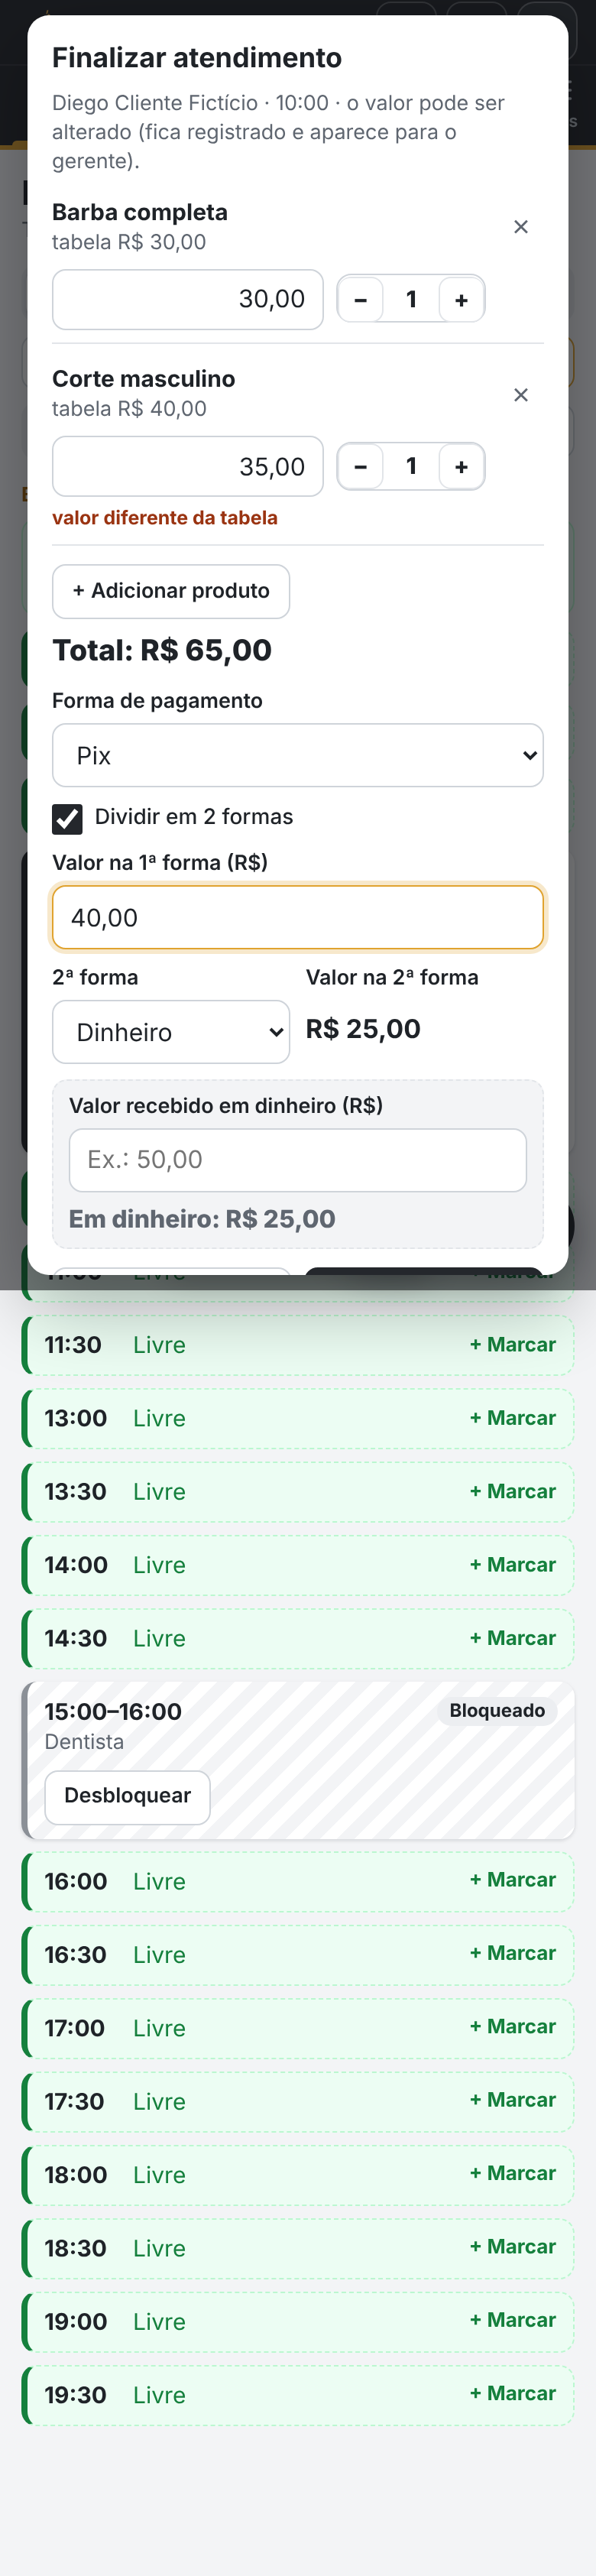 Finalizar atendimento
Diego Cliente Fictício · 10:00 · o valor pode ser
alterado (fica registrado e aparece para o
gerente).
Barba completa
tabela R$ 30,00
×
30,00
– 1 +
Corte masculino
tabela R$ 40,00
×
35,00
– 1 +
valor diferente da tabela
+ Adicionar produto
Total: R$ 65,00
Forma de pagamento
Pix
Dividir em 2 formas
Valor na 1ª forma (R$)
40,00
2ª forma Valor na 2ª forma
Dinheiro R$ 25,00
Valor recebido em dinheiro (R$)
Ex.: 50,00
Em dinheiro: R$ 25,00
11:30 Livre + Marcar
13:00 Livre + Marcar
13:30 Livre + Marcar
14:00 Livre + Marcar
14:30 Livre + Marcar
15:00–16:00 Bloqueado
Dentista
Desbloquear
16:00 Livre + Marcar
16:30 Livre + Marcar
17:00 Livre + Marcar
17:30 Livre + Marcar
18:00 Livre + Marcar
18:30 Livre + Marcar
19:00 Livre + Marcar
19:30 Livre + Marcar